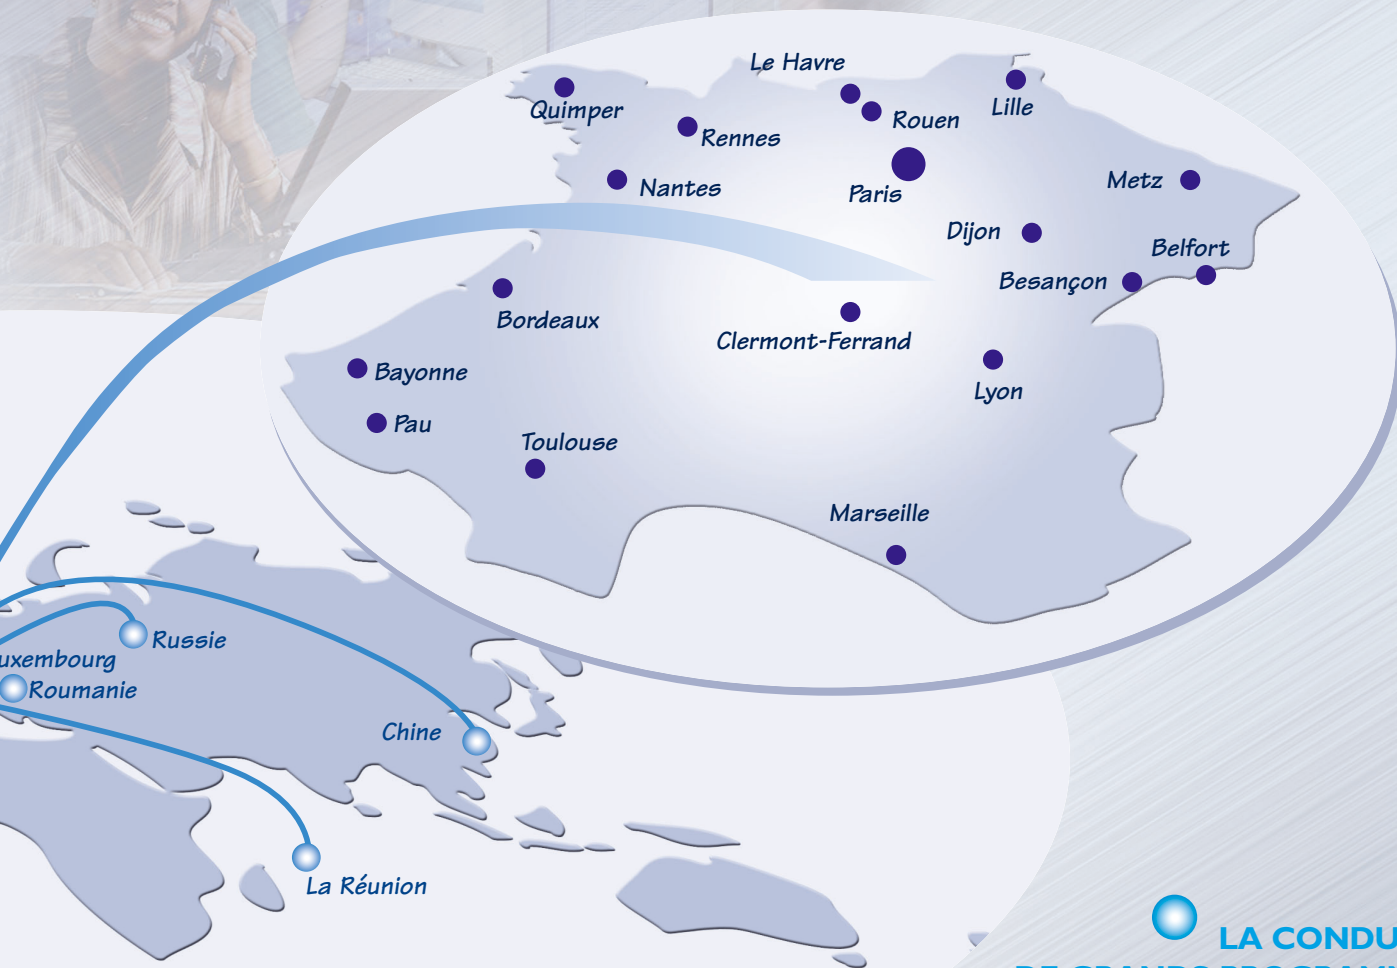 Le Havre
Quimper
Rouen
Lille
Rennes
Nantes
Paris
Metz
Dijon
Belfort
Besançon
Bordeaux
Clermont-Ferrand
Bayonne
Lyon
Pau
Toulouse
Marseille
Russie
uxembourg
Roumanie
Chine
La Réunion
LA CONDU